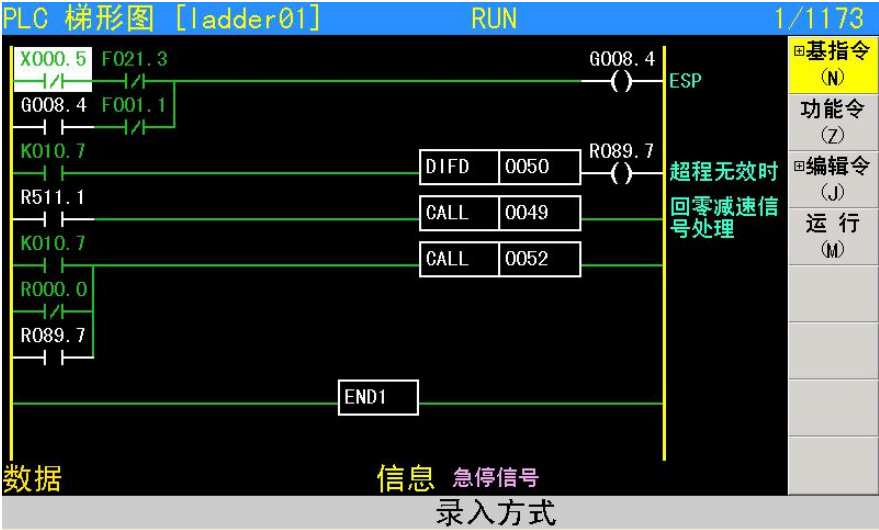 PLC 梯形图 [ladder01] RUN 1/1173
X000.5 F021.3 G008.4
ESP
G008.4 F001.1
K010.7 R089.7
DIFD 0050 超程无效时
R511.1
CALL 0049 回零减速信
号处理
K010.7
CALL 0052
R000.0
R089.7
END1
⊞基指令
(N)
功能令
(Z)
⊞编辑令
(J)
运 行
(M)
数据 信息 急停信号
录入方式